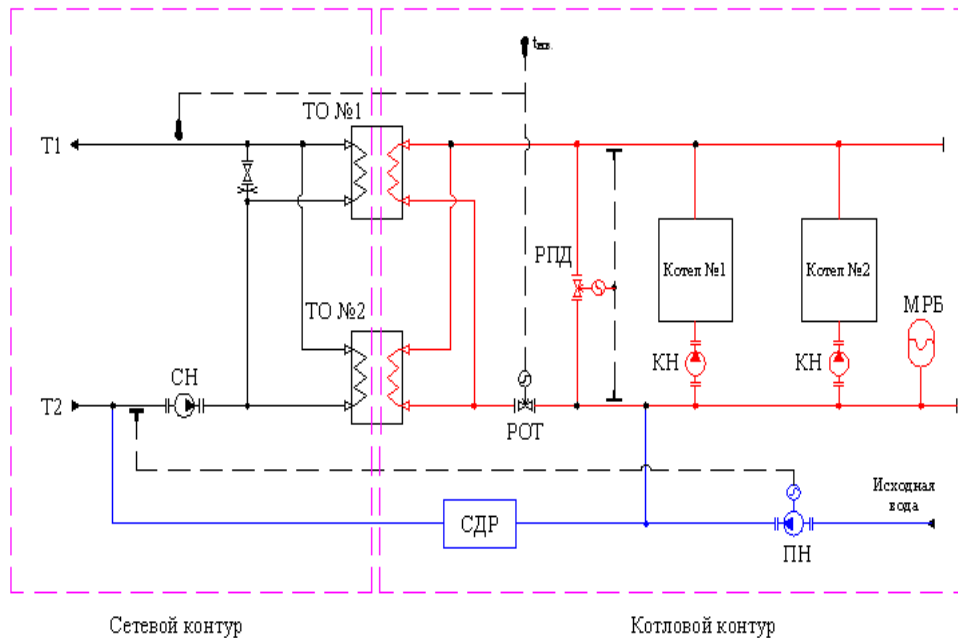 tнв.
ТО №1
Т1
РПД
Котел №1
Котел №2
МРБ
ТО №2
СН
КН
КН
Т2
РОТ
Исходная
вода
СДР
ПН
Сетевой контур
Котловой контур